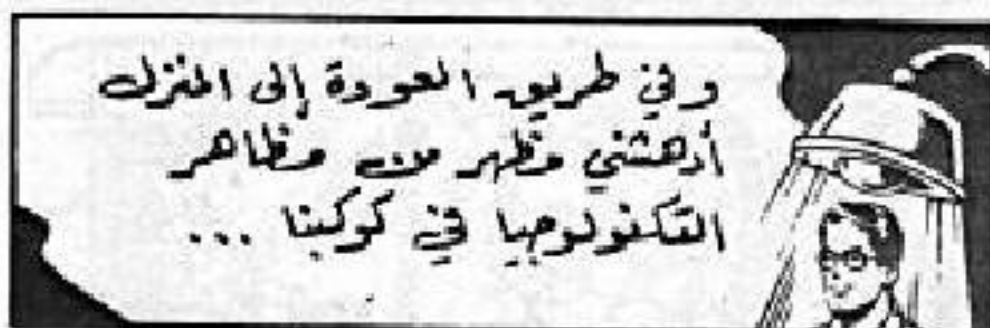 وفي طريق العودة إلى المنزل
أدهشني مظهر من مظاهر
التكنولوجيا في كوكبنا ...